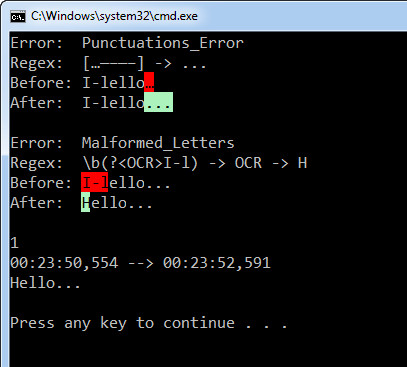 C:\Windows\system32\cmd.exe
Error:  Punctuations_Error
Regex:  […—–—–] -> ...
Before: I-lello…
After:  I-lello...
Error:  Malformed_Letters
Regex:  \b(?<OCR>I-l) -> OCR -> H
Before: I-lello...
After:  Hello...
1
00:23:50,554 --> 00:23:52,591
Hello...
Press any key to continue . . .